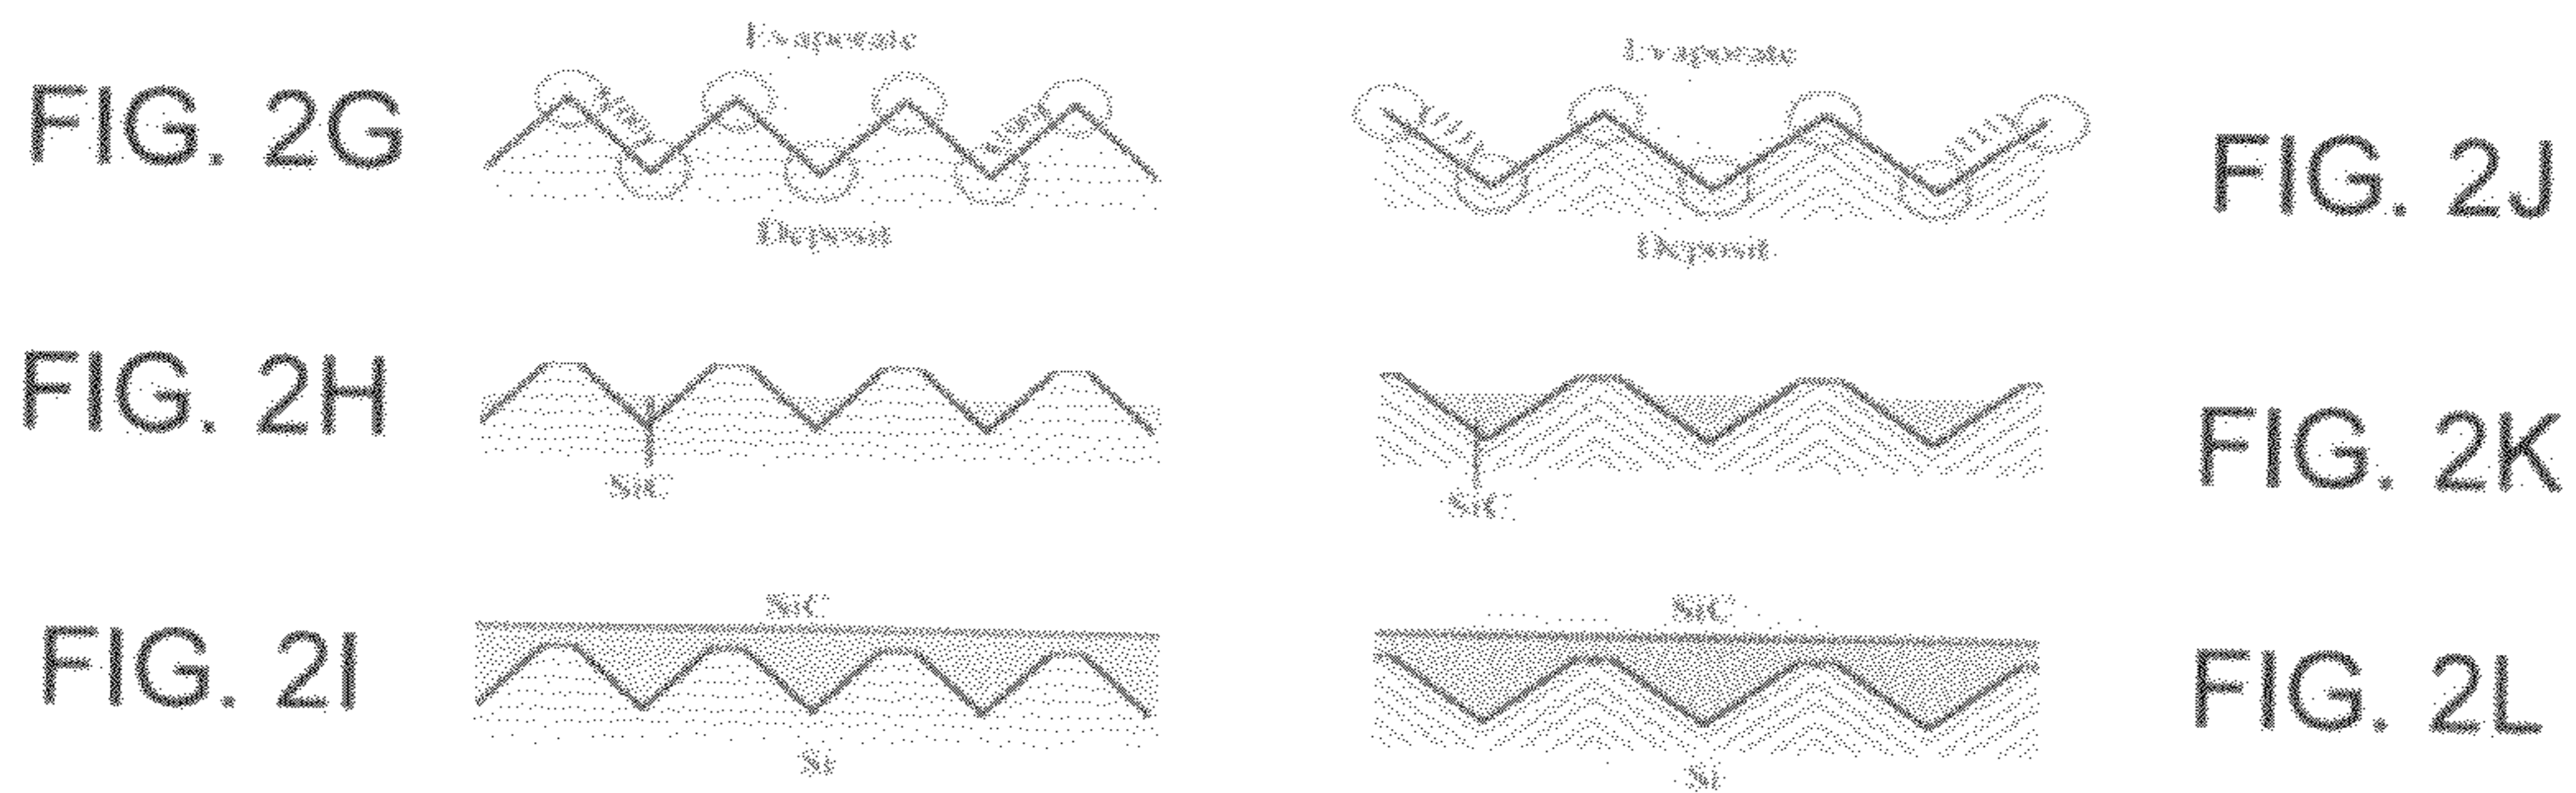 Evaporate
FIG. 2G
Deposit
Evaporate
FIG. 2J
Deposit
FIG. 2H
SiC
FIG. 2K
SiC
SiC
FIG. 2I
Si
SiC
FIG. 2L
Si